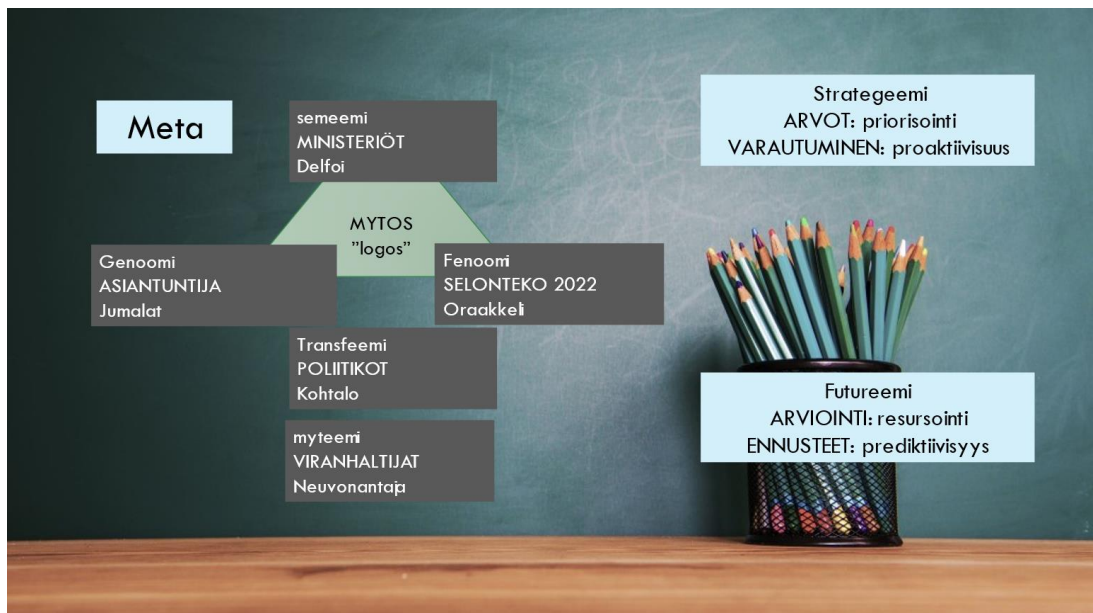 Meta
semeemi
MINISTERIÖT
Delfoi
MYTOS
”logos”
Genoomi
ASIANTUNTIJA
Jumalat
Fenoomi
SELONTEKO 2022
Oraakkeli
Transfeemi
POLIITIKOT
Kohtalo
myteemi
VIRANHALTIJAT
Neuvonantaja
Strategeemi
ARVOT: priorisointi
VARAUTUMINEN: proaktiivisuus
Futureemi
ARVIOINTI: resursointi
ENNUSTEET: prediktiivisyys